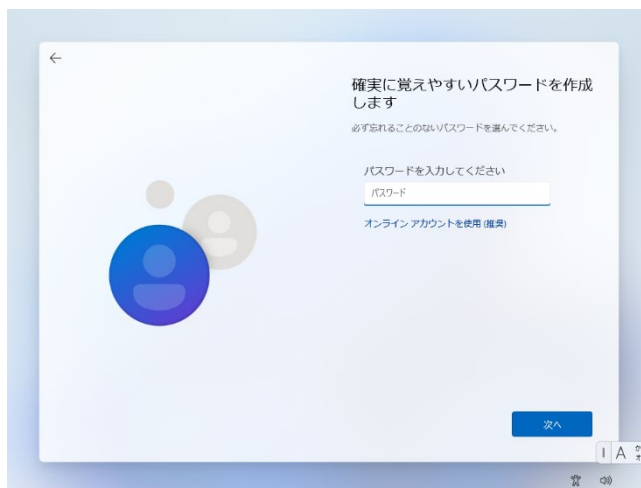 確実に覚えやすいパスワードを作成
します
必ず忘れることのないパスワードを選んでください。
パスワードを入力してください
パスワード
オンライン アカウントを使用 (推奨)
次へ
A